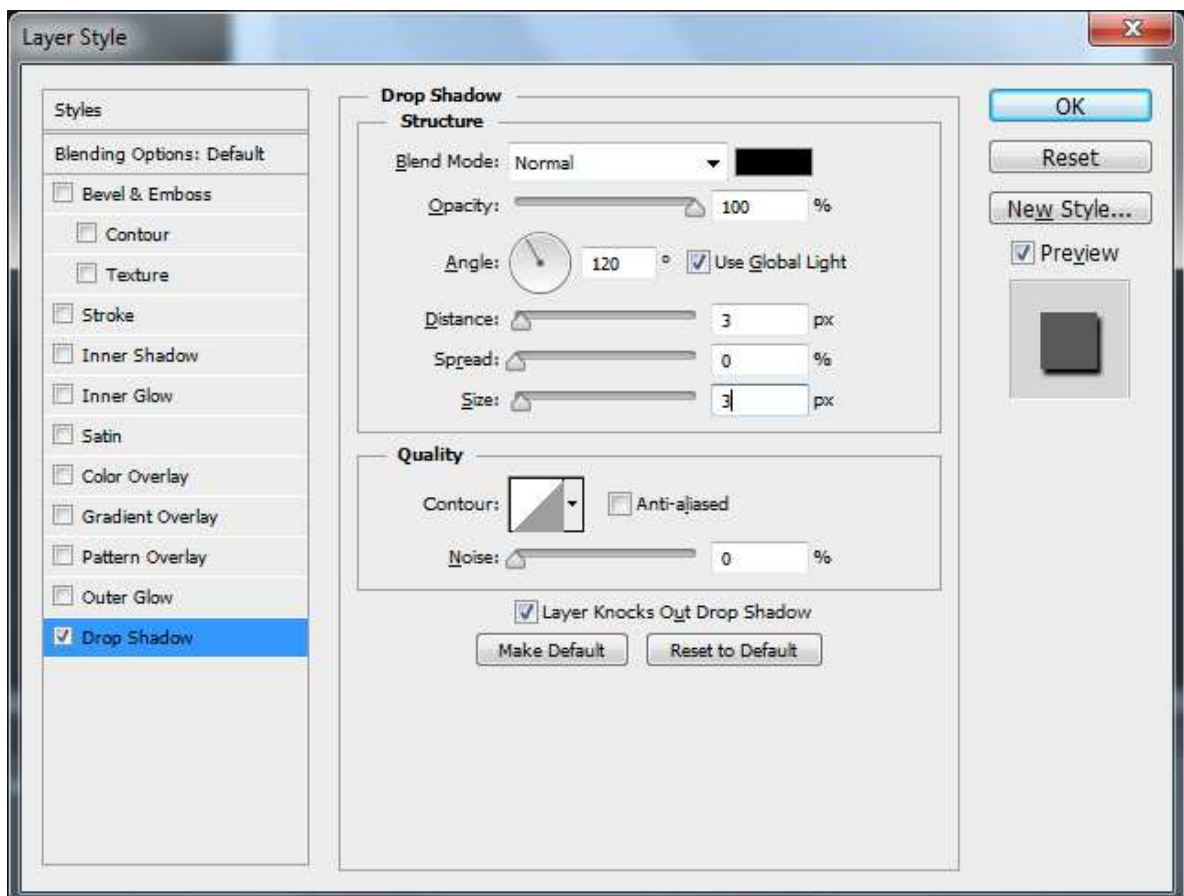 Layer Style
Styles
Blending Options: Default
Bevel & Emboss
Contour
Texture
Stroke
Inner Shadow
Inner Glow
Satin
Color Overlay
Gradient Overlay
Pattern Overlay
Outer Glow
Drop Shadow
Drop Shadow
Structure
Blend Mode: Normal
Opacity: 100 %
Angle: 120 ° Use Global Light
Distance: 3 px
Spread: 0 %
Size: 3 px
Quality
Contour: Anti-aliased
Noise: 0 %
Layer Knocks Out Drop Shadow
Make Default Reset to Default
OK
Reset
New Style...
Preview